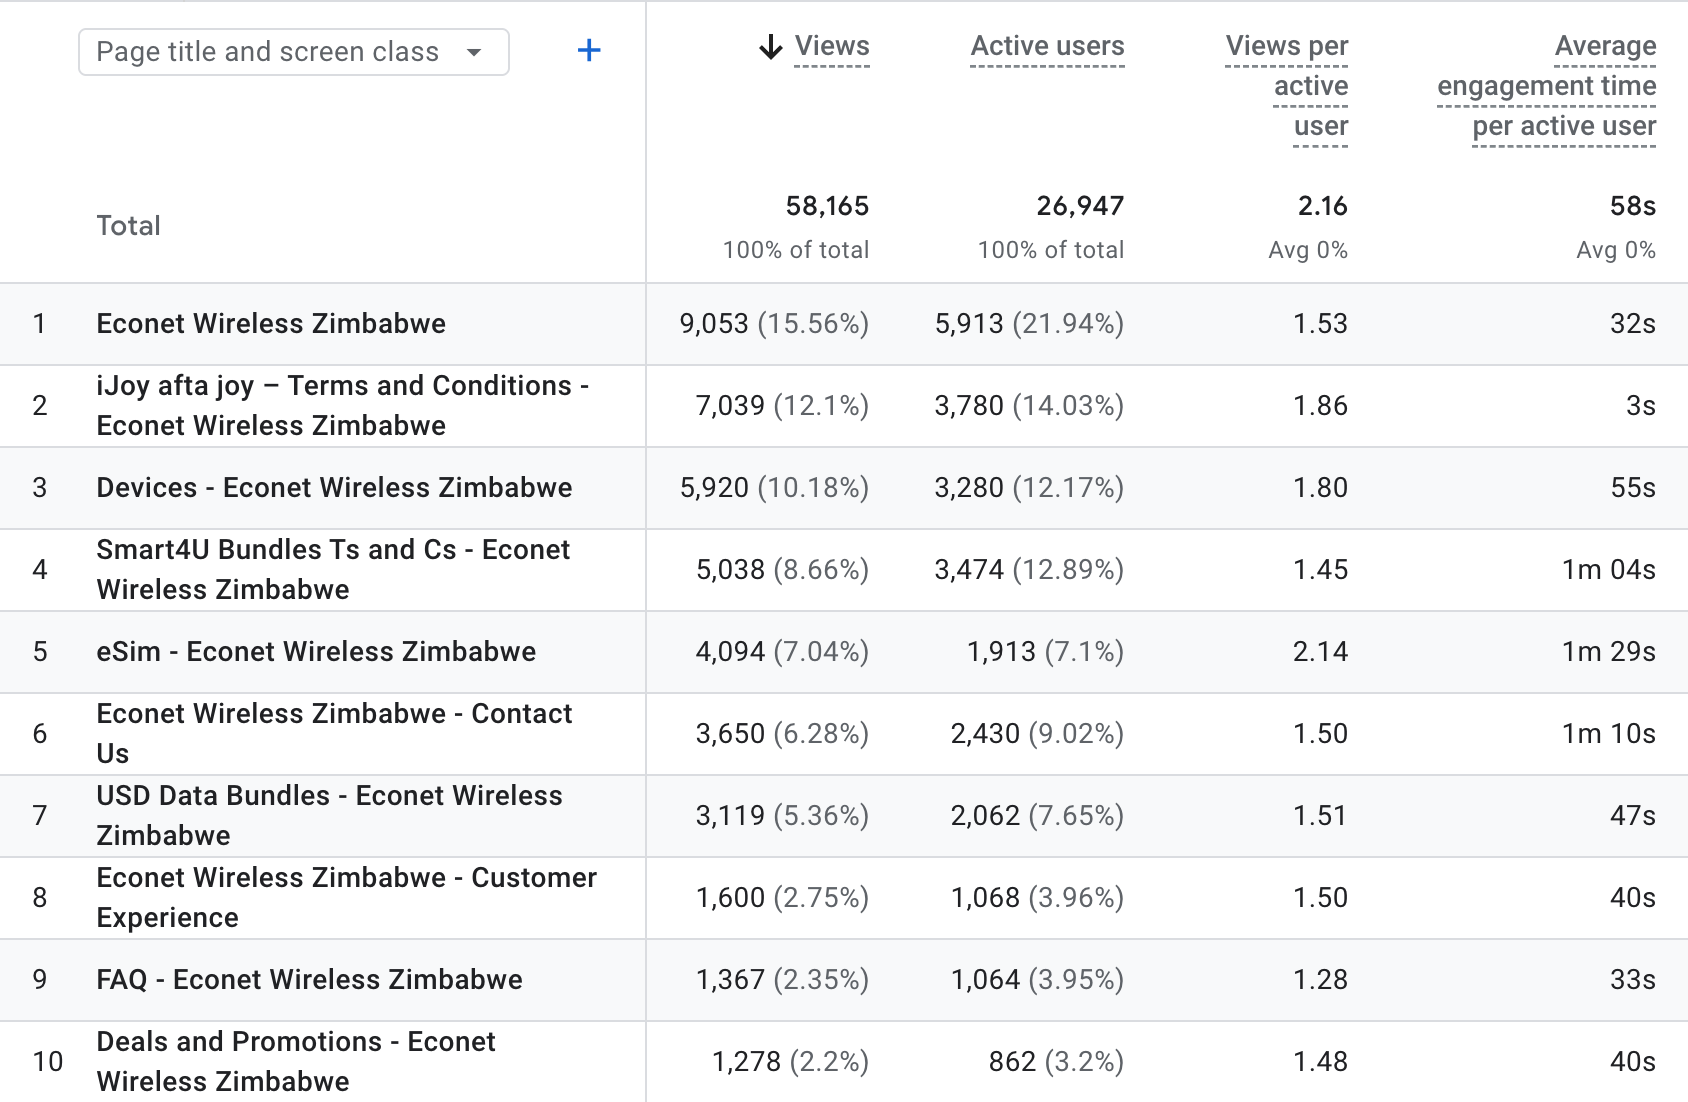 Page title and screen class
+
↓ Views
Active users
Views per
active
user
Average
engagement time
per active user
Total
58,165
100% of total
26,947
100% of total
2.16
Avg 0%
58s
Avg 0%
1 Econet Wireless Zimbabwe 9,053 (15.56%) 5,913 (21.94%) 1.53 32s
2 iJoy afta joy – Terms and Conditions -
Econet Wireless Zimbabwe 7,039 (12.1%) 3,780 (14.03%) 1.86 3s
3 Devices - Econet Wireless Zimbabwe 5,920 (10.18%) 3,280 (12.17%) 1.80 55s
4 Smart4U Bundles Ts and Cs - Econet
Wireless Zimbabwe 5,038 (8.66%) 3,474 (12.89%) 1.45 1m 04s
5 eSim - Econet Wireless Zimbabwe 4,094 (7.04%) 1,913 (7.1%) 2.14 1m 29s
6 Econet Wireless Zimbabwe - Contact
Us 3,650 (6.28%) 2,430 (9.02%) 1.50 1m 10s
7 USD Data Bundles - Econet Wireless
Zimbabwe 3,119 (5.36%) 2,062 (7.65%) 1.51 47s
8 Econet Wireless Zimbabwe - Customer
Experience 1,600 (2.75%) 1,068 (3.96%) 1.50 40s
9 FAQ - Econet Wireless Zimbabwe 1,367 (2.35%) 1,064 (3.95%) 1.28 33s
10 Deals and Promotions - Econet
Wireless Zimbabwe 1,278 (2.2%) 862 (3.2%) 1.48 40s